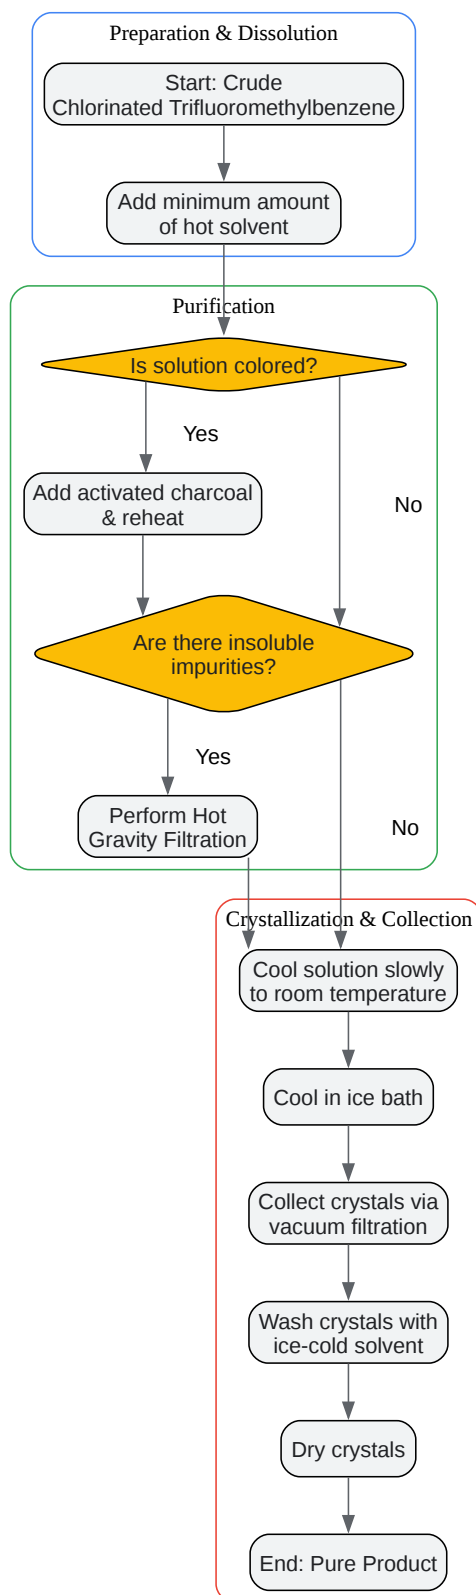 Preparation & Dissolution
Start: Crude
Chlorinated Trifluoromethylbenzene
Add minimum amount
of hot solvent
Purification
Is solution colored?
Yes
Add activated charcoal
& reheat
No
Are there insoluble
impurities?
Yes
Perform Hot
Gravity Filtration
No
Crystallization & Collection
Cool solution slowly
to room temperature
Cool in ice bath
Collect crystals via
vacuum filtration
Wash crystals with
ice-cold solvent
Dry crystals
End: Pure Product